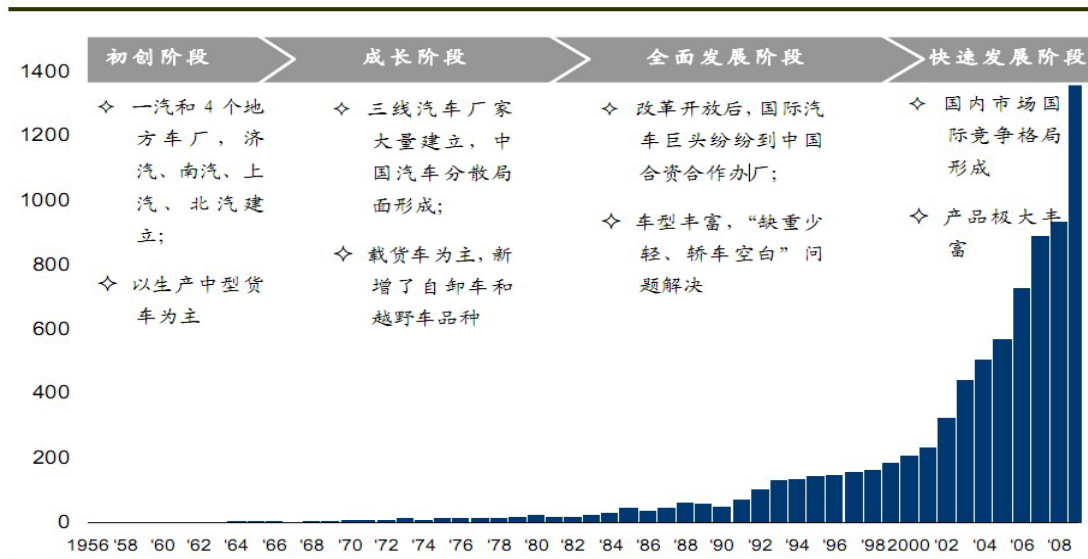 初创阶段
成长阶段
全面发展阶段
快速发展阶段
✧ 一汽和 4 个地
方车厂，济
汽、南汽、上
汽、北汽建
立;
✧ 以生产中型货
车为主
✧ 三线汽车厂家
大量建立，中
国汽车分散局
面形成;
✧ 载货车为主, 新
增了自卸车和
越野车品种
✧ 改革开放后, 国际汽
车巨头纷纷到中国
合资合作办厂;
✧ 车型丰富, “缺重少
轻、轿车空白” 问
题解决
✧ 国内市场国
际竞争格局
形成
✧ 产品极大丰
富
1400
1200
1000
800
600
400
200
0
1956 '58 '60 '62 '64 '66 '68 '70 '72 '74 '76 '78 '80 '82 '84 '86 '88 '90 '92 '94 '96 '98 2000 '02 '04 '06 '08